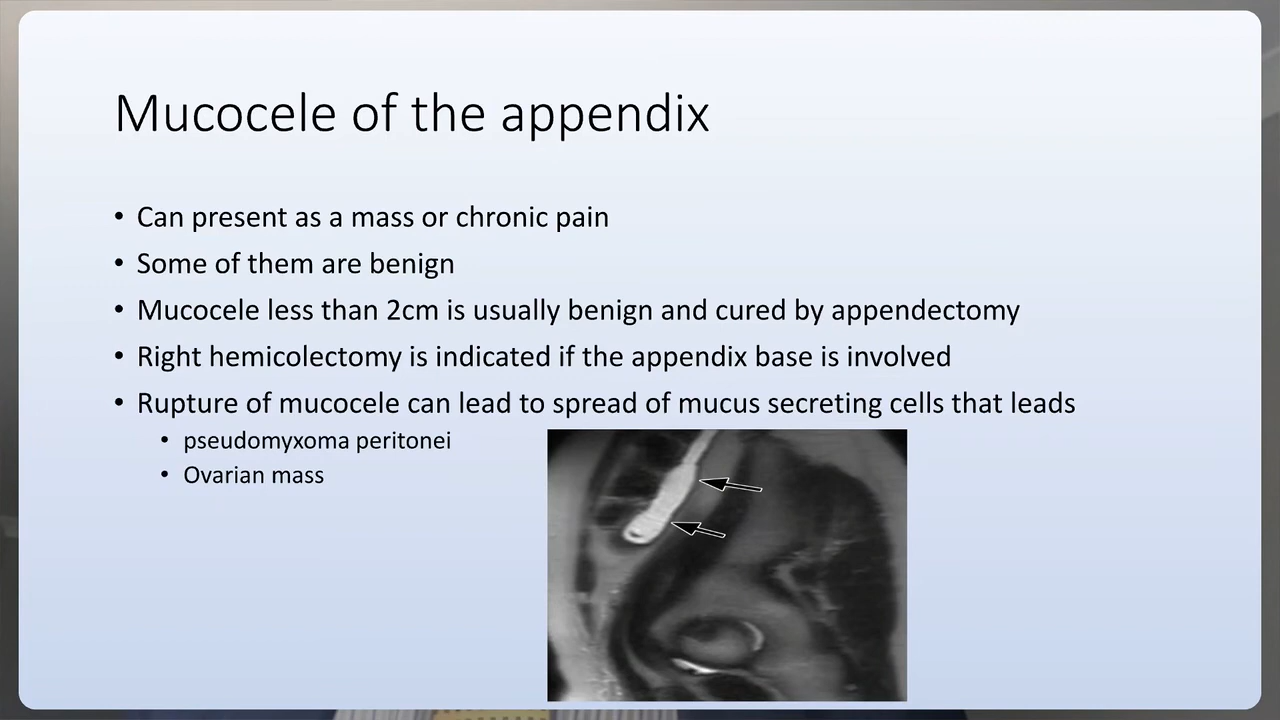 Mucocele of the appendix
• Can present as a mass or chronic pain
• Some of them are benign
• Mucocele less than 2cm is usually benign and cured by appendectomy
• Right hemicolectomy is indicated if the appendix base is involved
• Rupture of mucocele can lead to spread of mucus secreting cells that leads
• pseudomyxoma peritonei
• Ovarian mass